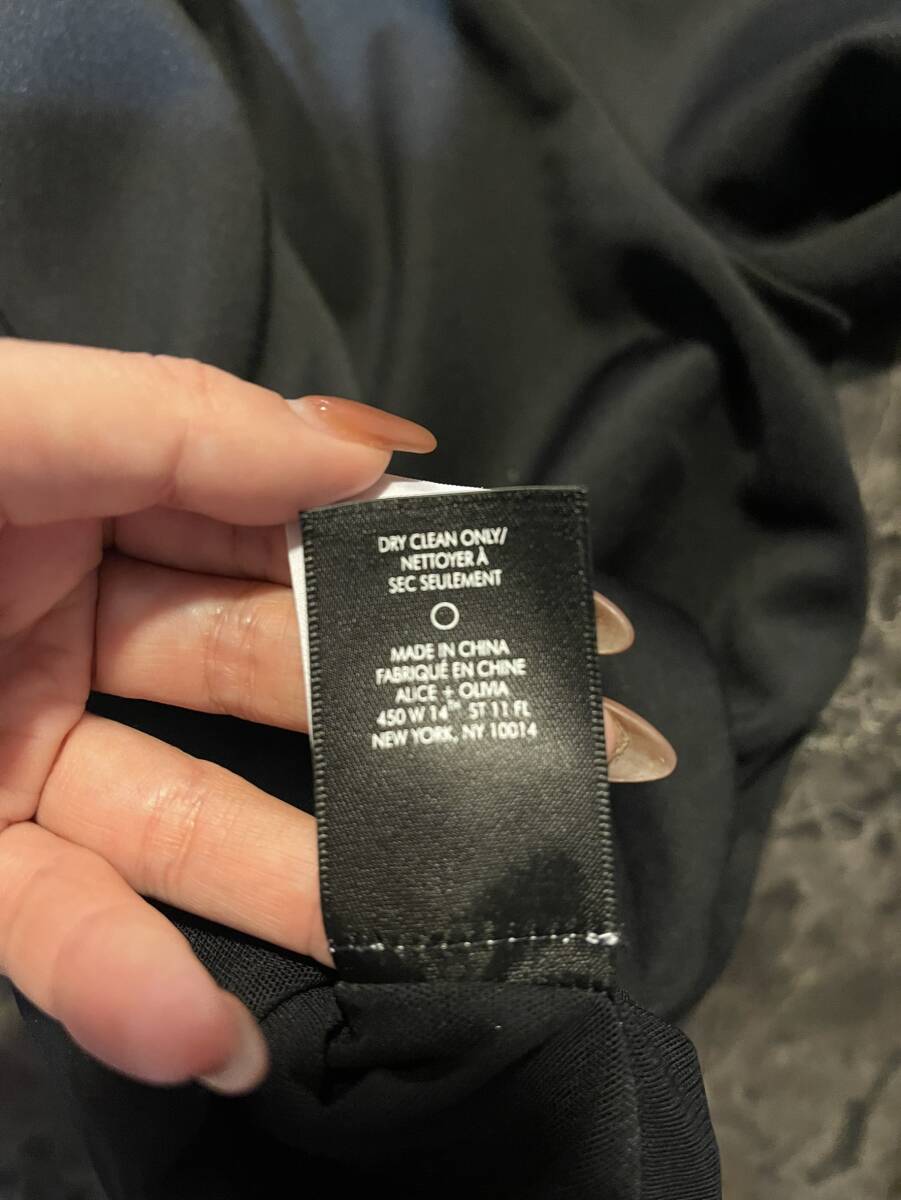 DRY CLEAN ONLY/
NETTOYER À
SEC SEULEMENT
MADE IN CHINA
FABRIQUÉ EN CHINE
ALICE + OLIVIA
450 W 14TH ST 11 FL
NEW YORK, NY 10014